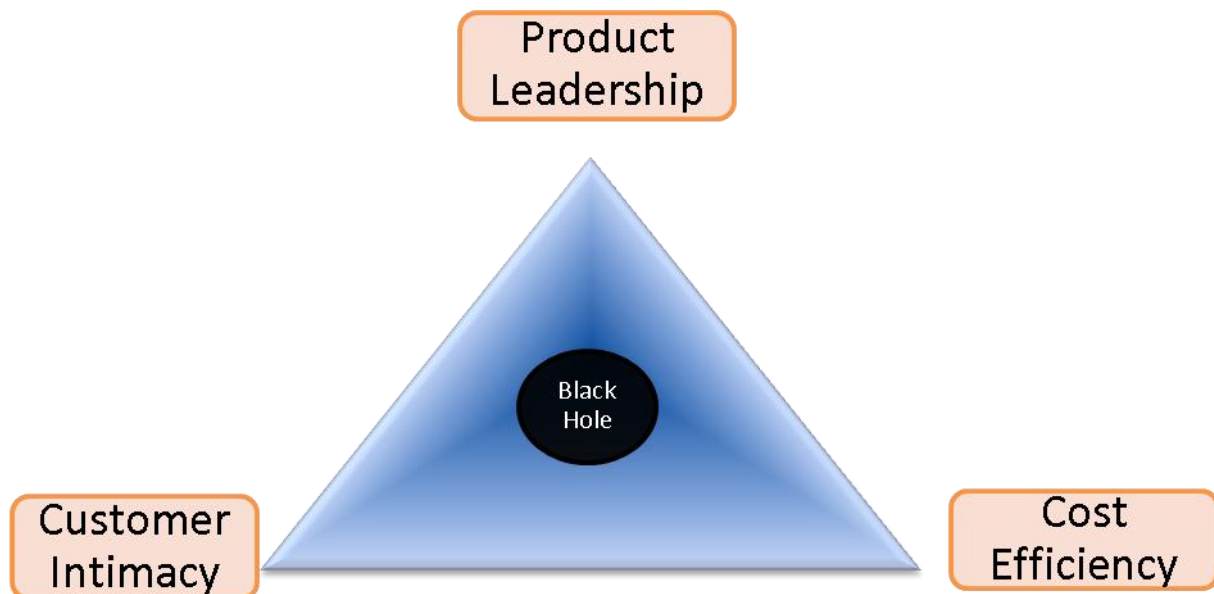 Product
Leadership
Black
Hole
Customer
Intimacy
Cost
Efficiency